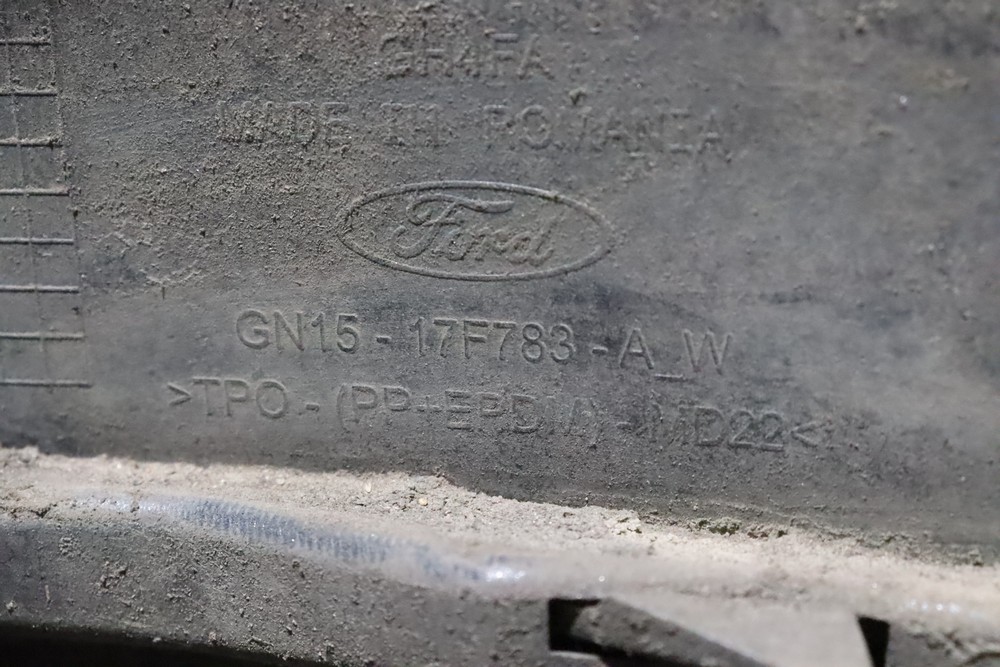 GRAFA
MADE IN ROMANIA
Ford
GN15 - 17F783 - A_W
>TPO - (PP+EPDM) - MD22<